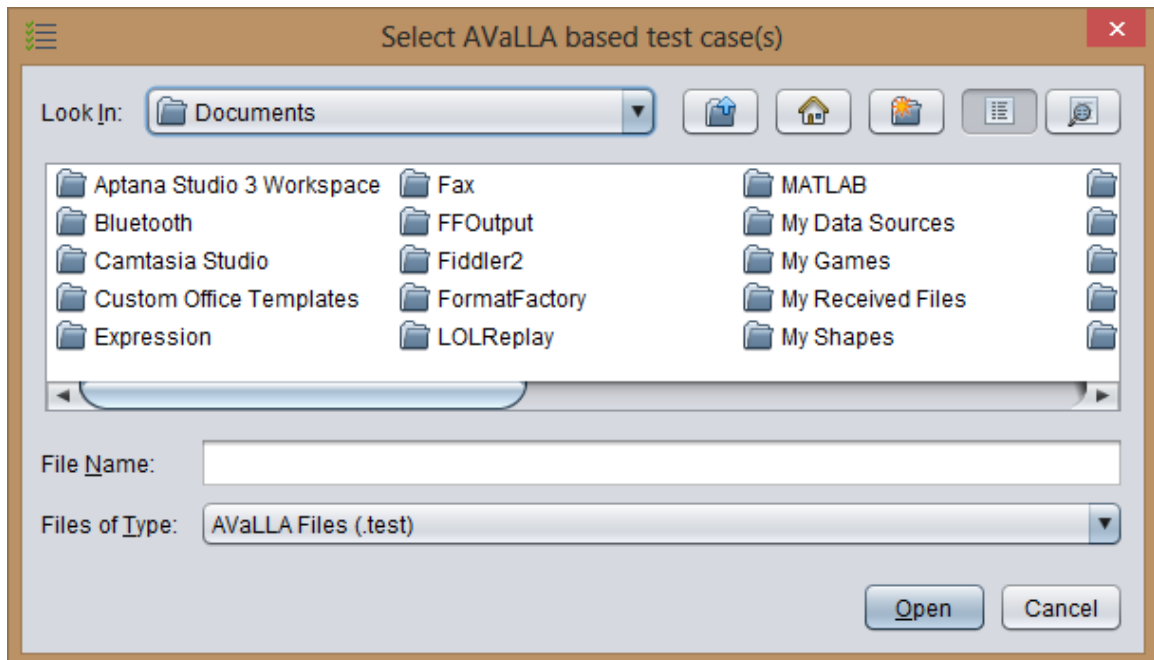 Select AVaLLA based test case(s)
Look In: Documents
Aptana Studio 3 Workspace Fax MATLAB
Bluetooth FFOutput My Data Sources
Camtasia Studio Fiddler2 My Games
Custom Office Templates FormatFactory My Received Files
Expression LOLReplay My Shapes
File Name:
Files of Type: AVaLLA Files (.test)
Open Cancel